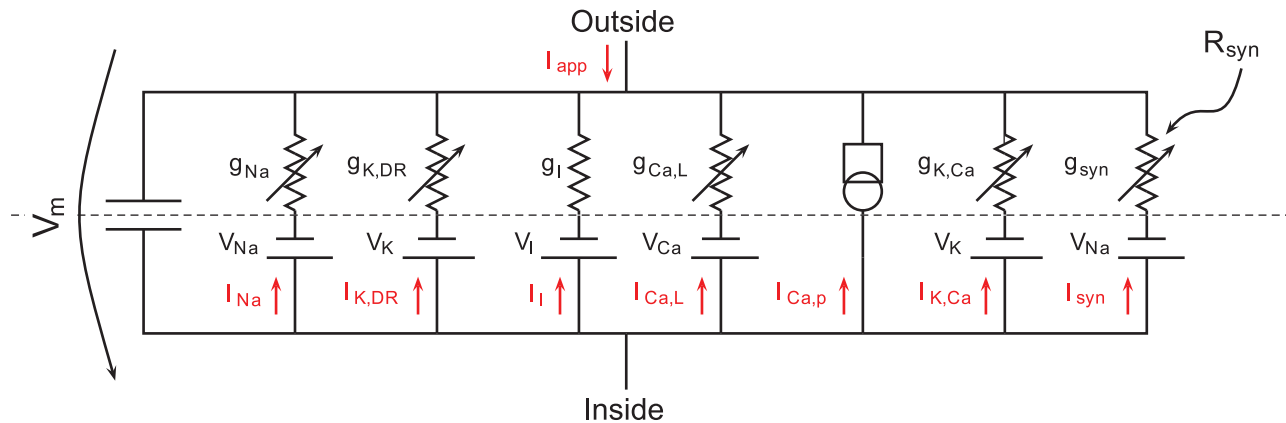 Outside
I app
R syn
g Na
g K,DR
g I
g Ca,L
g K,Ca
g syn
V m
V Na
V K
V I
V Ca
V K
V Na
I Na
I K,DR
I I
I Ca,L
I Ca,p
I K,Ca
I syn
Inside